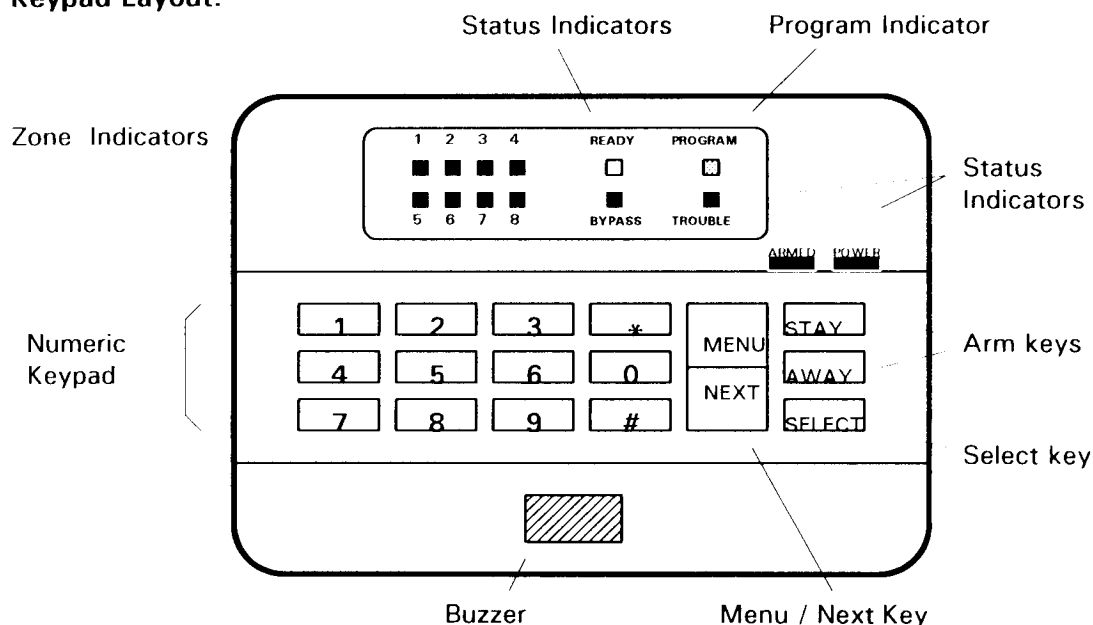 Keypad Layout:
Status Indicators Program Indicator
Zone Indicators
1 2 3 4 READY PROGRAM
5 6 7 8 BYPASS TROUBLE
Status
Indicators
ARMED POWER
Numeric
Keypad
1 2 3 * MENU STAY
4 5 6 0 NEXT AWAY
7 8 9 # SELECT
Arm keys
Select key
Buzzer Menu / Next Key